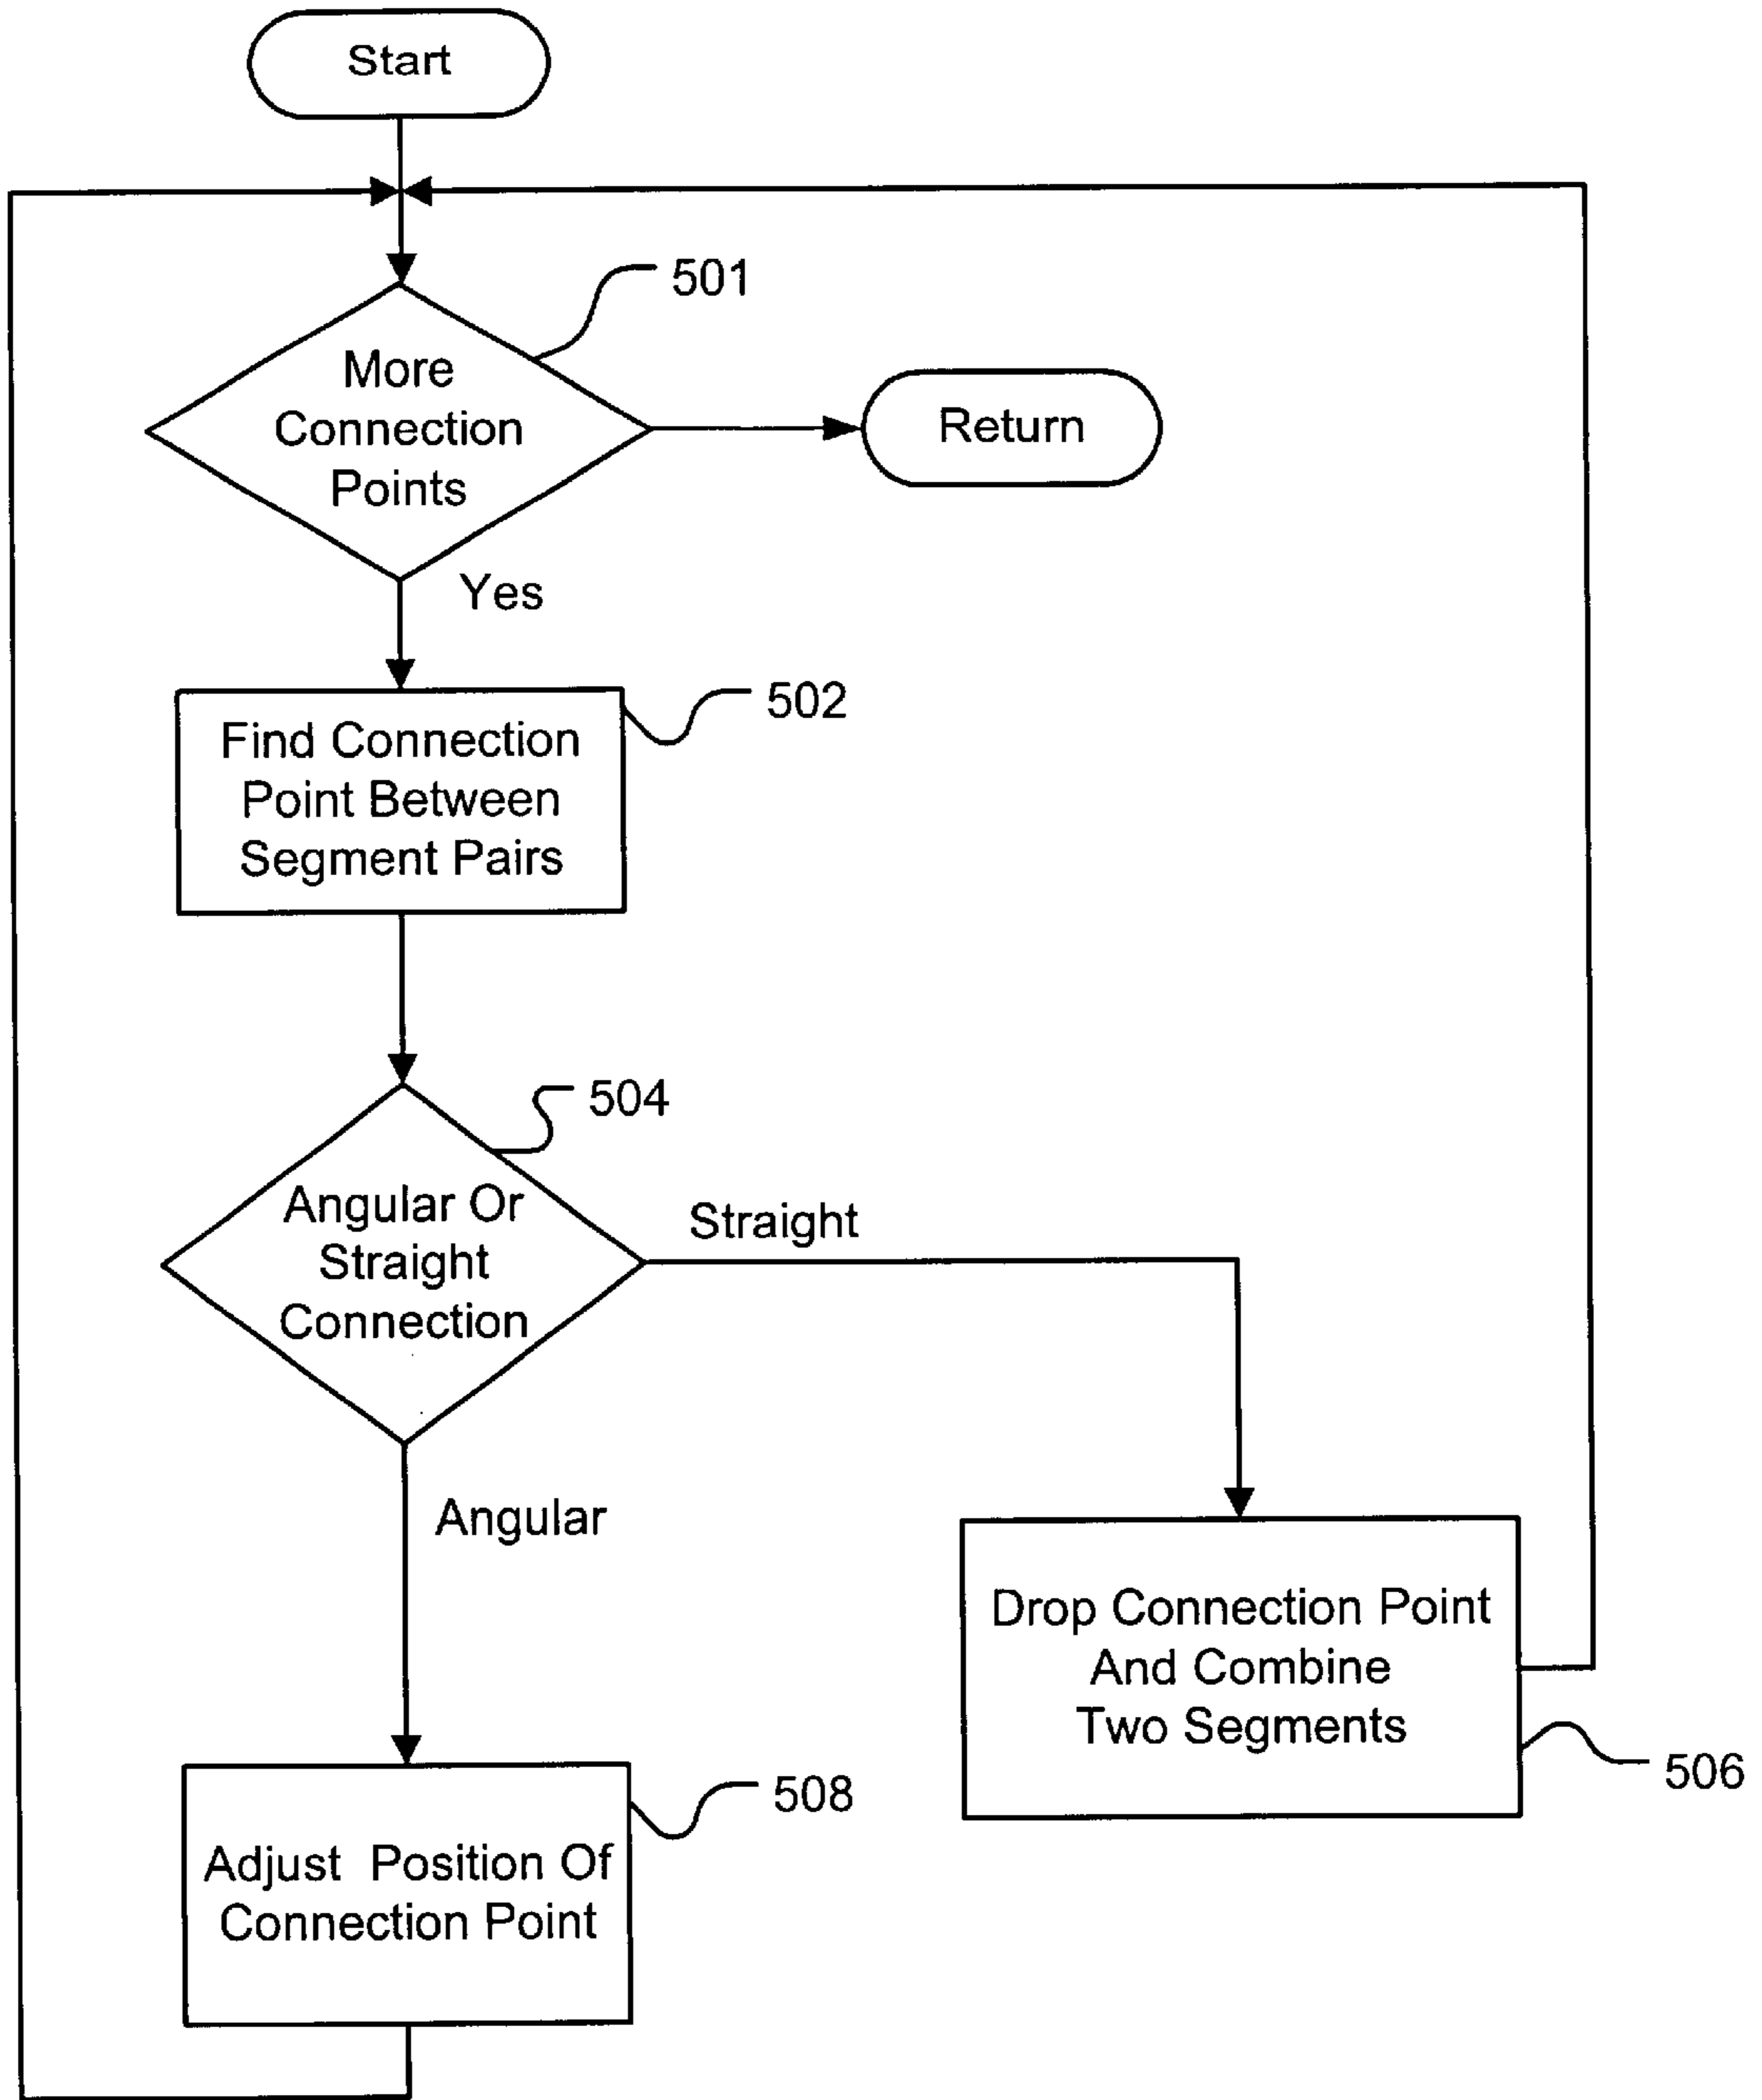 Start
501
More
Connection
Points
Return
Yes
502
Find Connection
Point Between
Segment Pairs
504
Angular Or
Straight
Connection
Straight
Angular
Drop Connection Point
And Combine
Two Segments
506
508
Adjust Position Of
Connection Point